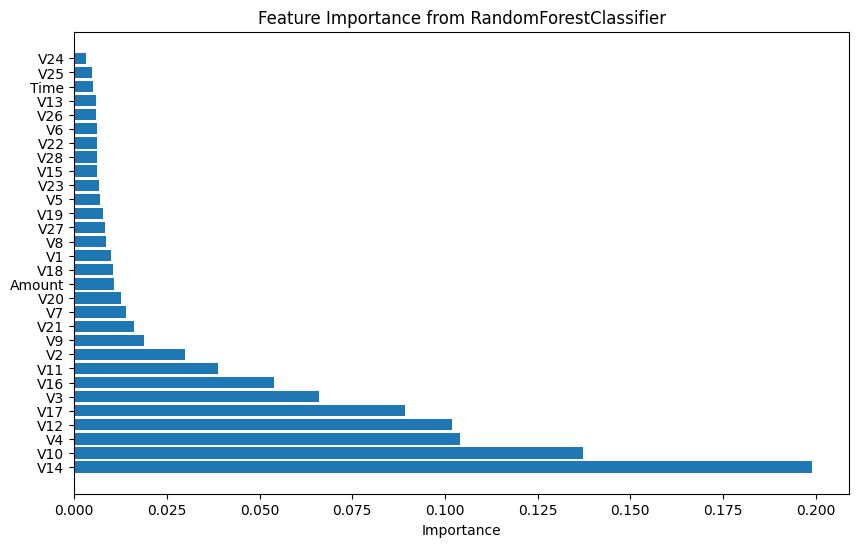 Feature Importance from RandomForestClassifier
V24
V25
Time
V13
V26
V6
V22
V28
V15
V23
V5
V19
V27
V8
V1
V18
Amount
V20
V7
V21
V9
V2
V11
V16
V3
V17
V12
V4
V10
V14
0.000 0.025 0.050 0.075 0.100 0.125 0.150 0.175 0.200
Importance